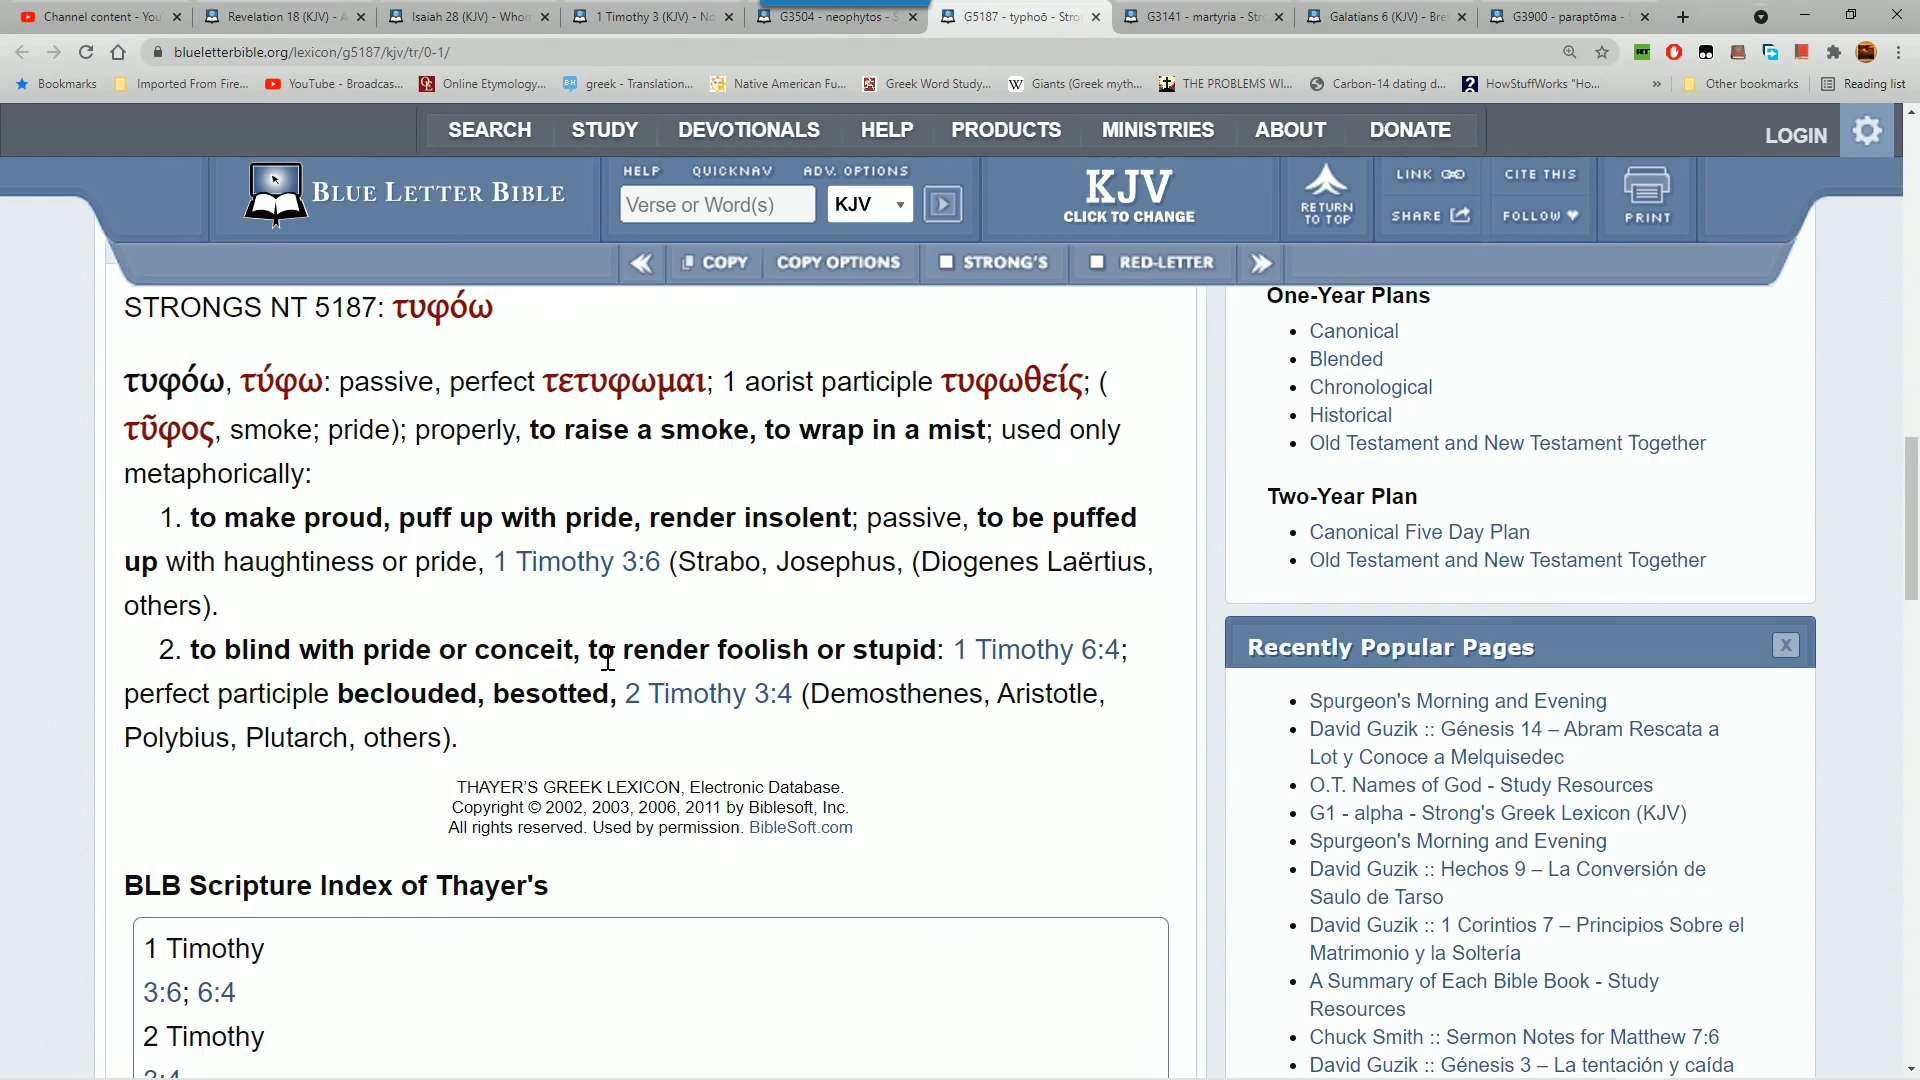 Channel content - You
Revelation 18 (KJV) - A
Isaiah 28 (KJV) - Whom
1 Timothy 3 (KJV) - No
G3504 - neophytos - S
G5187 - typhoō - Stro
G3141 - martyria - Str
Galatians 6 (KJV) - Bre
G3900 - paraptōma -
blueletterbible.org/lexicon/g5187/kjv/tr/0-1/
Bookmarks
Imported From Fire...
YouTube - Broadcas...
Online Etymology...
greek - Translation...
Native American Fu...
Greek Word Study...
Giants (Greek myth...
THE PROBLEMS WI...
Carbon-14 dating d...
HowStuffWorks "Ho...
Other bookmarks
Reading list
SEARCH STUDY DEVOTIONALS HELP PRODUCTS MINISTRIES ABOUT DONATE
LOGIN
BLUE LETTER BIBLE
HELP QUICKNAV ADV. OPTIONS
Verse or Word(s)
KJV
KJV
CLICK TO CHANGE
RETURN
TO TOP
LINK
SHARE
CITE THIS
FOLLOW
PRINT
COPY
COPY OPTIONS
STRONG'S
RED-LETTER
STRONGS NT 5187: τυφόω
τυφόω, τύφω: passive, perfect τετυφωμαι; 1 aorist participle τυφωθείς; (
τῦφος, smoke; pride); properly, to raise a smoke, to wrap in a mist; used only
metaphorically:
1. to make proud, puff up with pride, render insolent; passive, to be puffed
up with haughtiness or pride, 1 Timothy 3:6 (Strabo, Josephus, (Diogenes Laërtius,
others).
2. to blind with pride or conceit, to render foolish or stupid: 1 Timothy 6:4;
perfect participle beclouded, besotted, 2 Timothy 3:4 (Demosthenes, Aristotle,
Polybius, Plutarch, others).
THAYER'S GREEK LEXICON, Electronic Database.
Copyright © 2002, 2003, 2006, 2011 by Biblesoft, Inc.
All rights reserved. Used by permission. BibleSoft.com
BLB Scripture Index of Thayer's
1 Timothy
3:6; 6:4
2 Timothy
3:4
One-Year Plans
Canonical
Blended
Chronological
Historical
Old Testament and New Testament Together
Two-Year Plan
Canonical Five Day Plan
Old Testament and New Testament Together
Recently Popular Pages
X
Spurgeon's Morning and Evening
David Guzik :: Génesis 14 – Abram Rescata a
Lot y Conoce a Melquisedec
O.T. Names of God - Study Resources
G1 - alpha - Strong's Greek Lexicon (KJV)
Spurgeon's Morning and Evening
David Guzik :: Hechos 9 – La Conversión de
Saulo de Tarso
David Guzik :: 1 Corintios 7 – Principios Sobre el
Matrimonio y la Soltería
A Summary of Each Bible Book - Study
Resources
Chuck Smith :: Sermon Notes for Matthew 7:6
David Guzik :: Génesis 3 – La tentación y caída